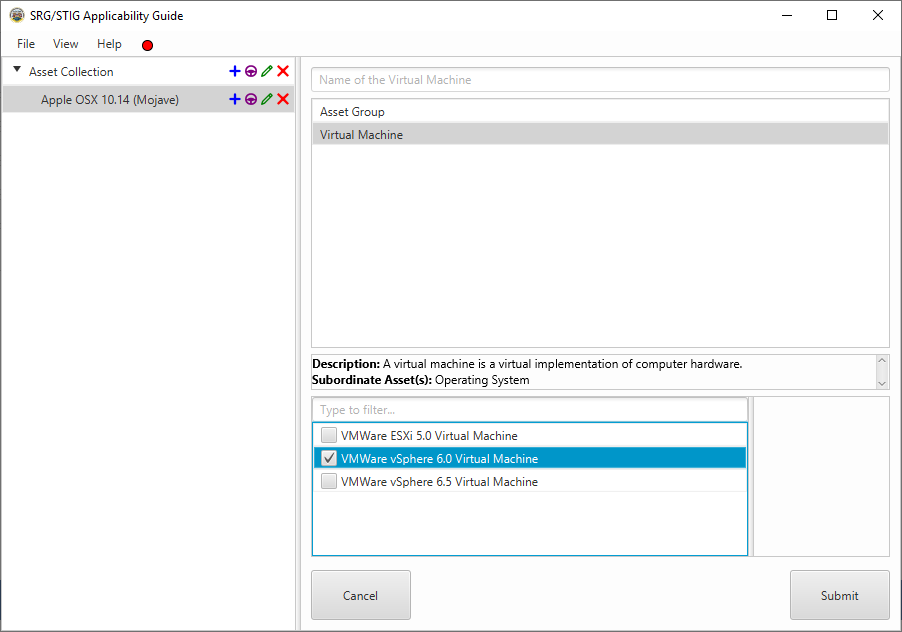 SRG/STIG Applicability Guide
File View Help
Asset Collection
Apple OSX 10.14 (Mojave)
Name of the Virtual Machine
Asset Group
Virtual Machine
Description: A virtual machine is a virtual implementation of computer hardware.
Subordinate Asset(s): Operating System
Type to filter...
VMWare ESXi 5.0 Virtual Machine
VMWare vSphere 6.0 Virtual Machine
VMWare vSphere 6.5 Virtual Machine
Cancel
Submit